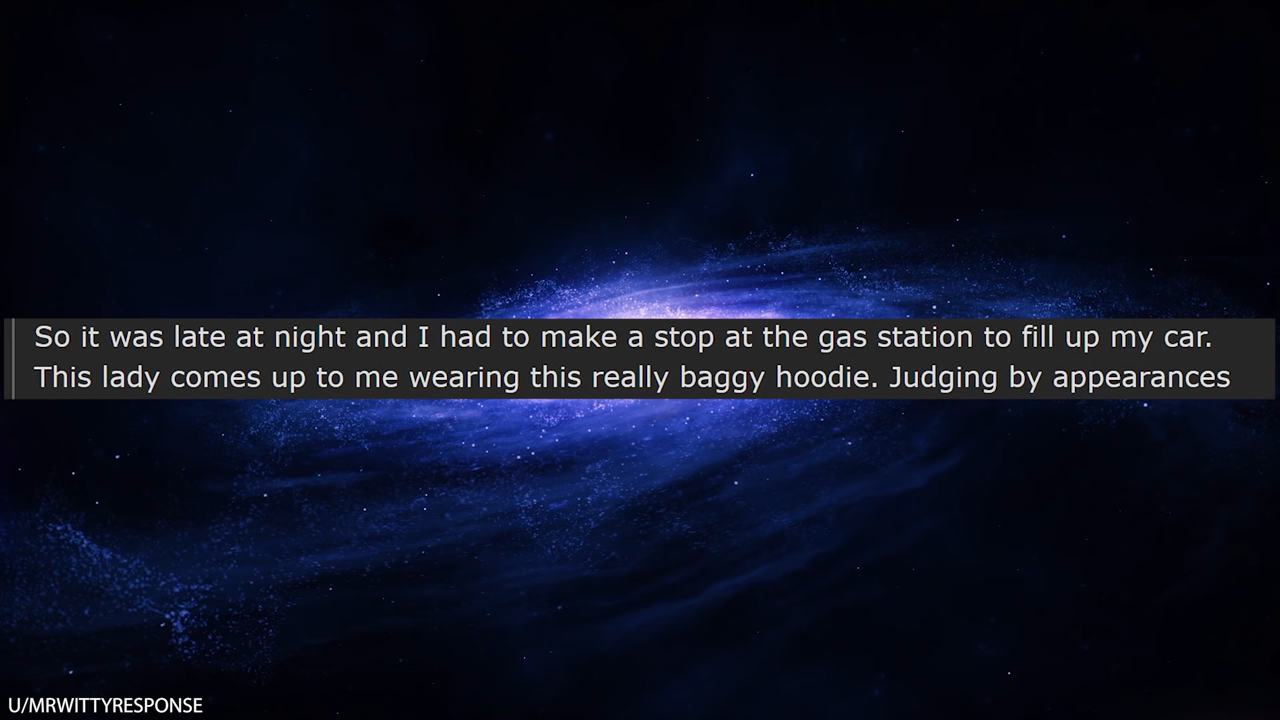 So it was late at night and I had to make a stop at the gas station to fill up my car.
This lady comes up to me wearing this really baggy hoodie. Judging by appearances
U/MRWITTYRESPONSE